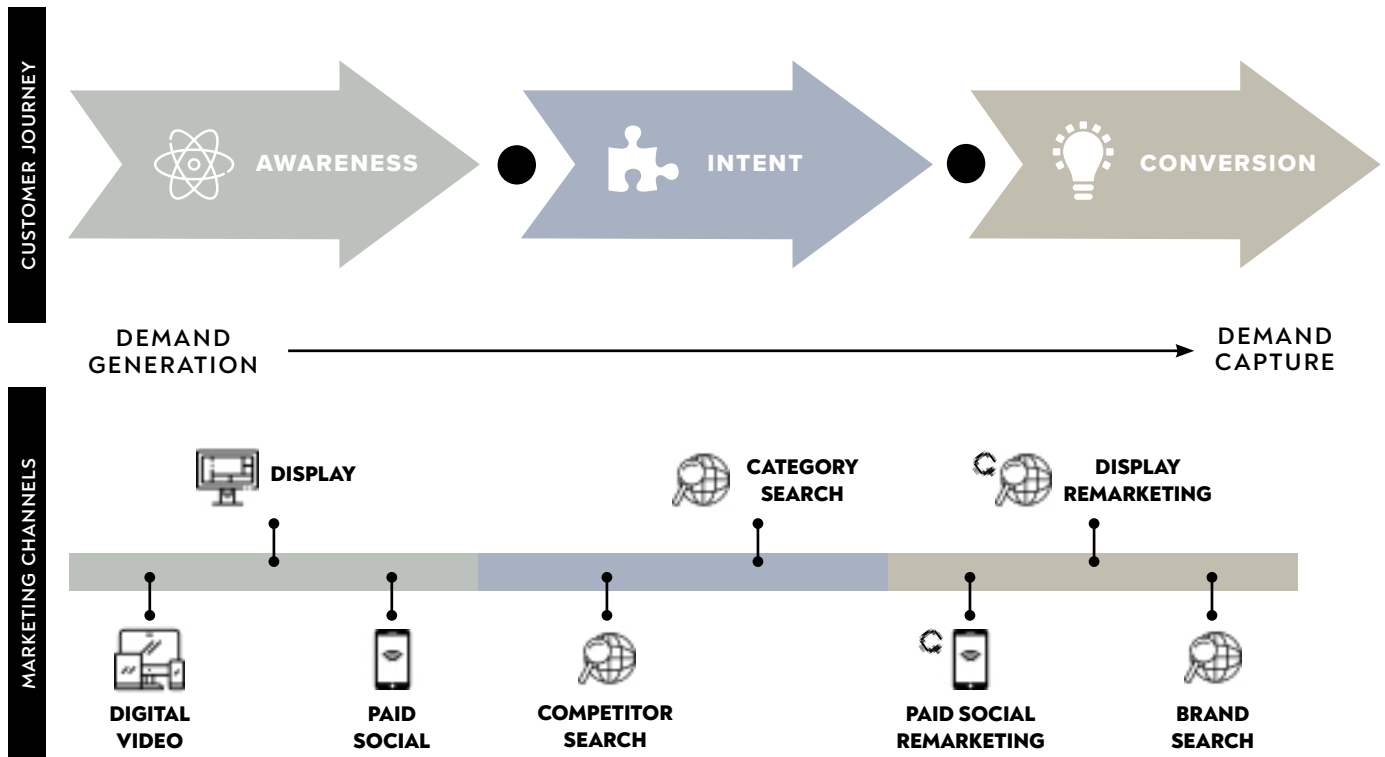 CUSTOMER JOURNEY
AWARENESS
INTENT
CONVERSION
DEMAND
GENERATION
DEMAND
CAPTURE
MARKETING CHANNELS
DISPLAY
CATEGORY
SEARCH
DISPLAY
REMARKETING
DIGITAL
VIDEO
PAID
SOCIAL
COMPETITOR
SEARCH
PAID SOCIAL
REMARKETING
BRAND
SEARCH